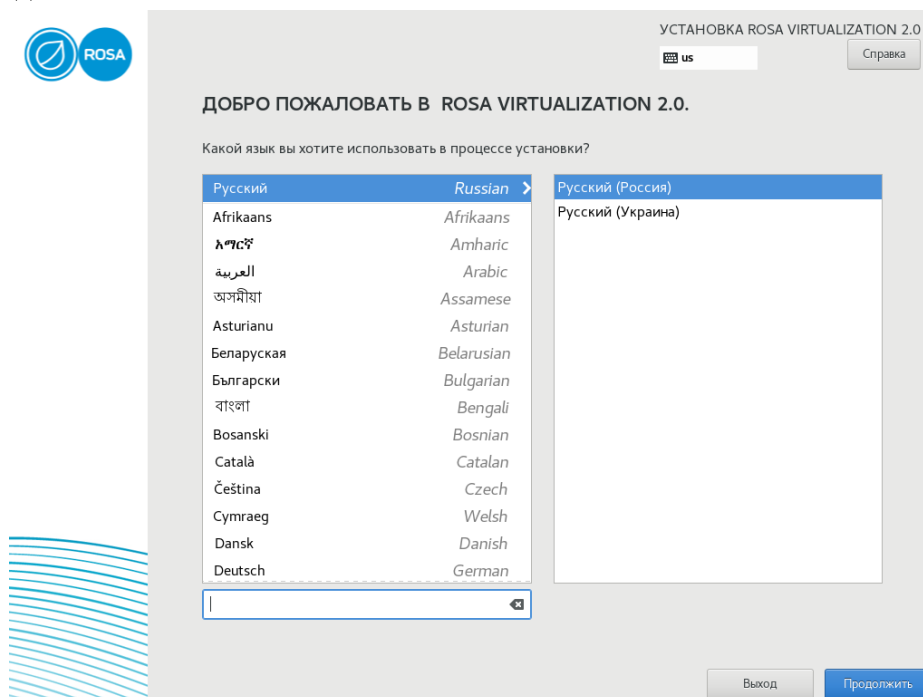 УСТАНОВКА ROSA VIRTUALIZATION 2.0
ROSA
us
Справка
ДОБРО ПОЖАЛОВАТЬ В ROSA VIRTUALIZATION 2.0.
Какой язык вы хотите использовать в процессе установки?
Русский Russian Русский (Россия)
Afrikaans Afrikaans Русский (Украина)
አማርኛ Amharic
العربية Arabic
অসমীয়া Assamese
Asturianu Asturian
Беларуская Belarusian
Български Bulgarian
বাংলা Bengali
Bosanski Bosnian
Català Catalan
Čeština Czech
Cymraeg Welsh
Dansk Danish
Deutsch German
Выход Продолжить